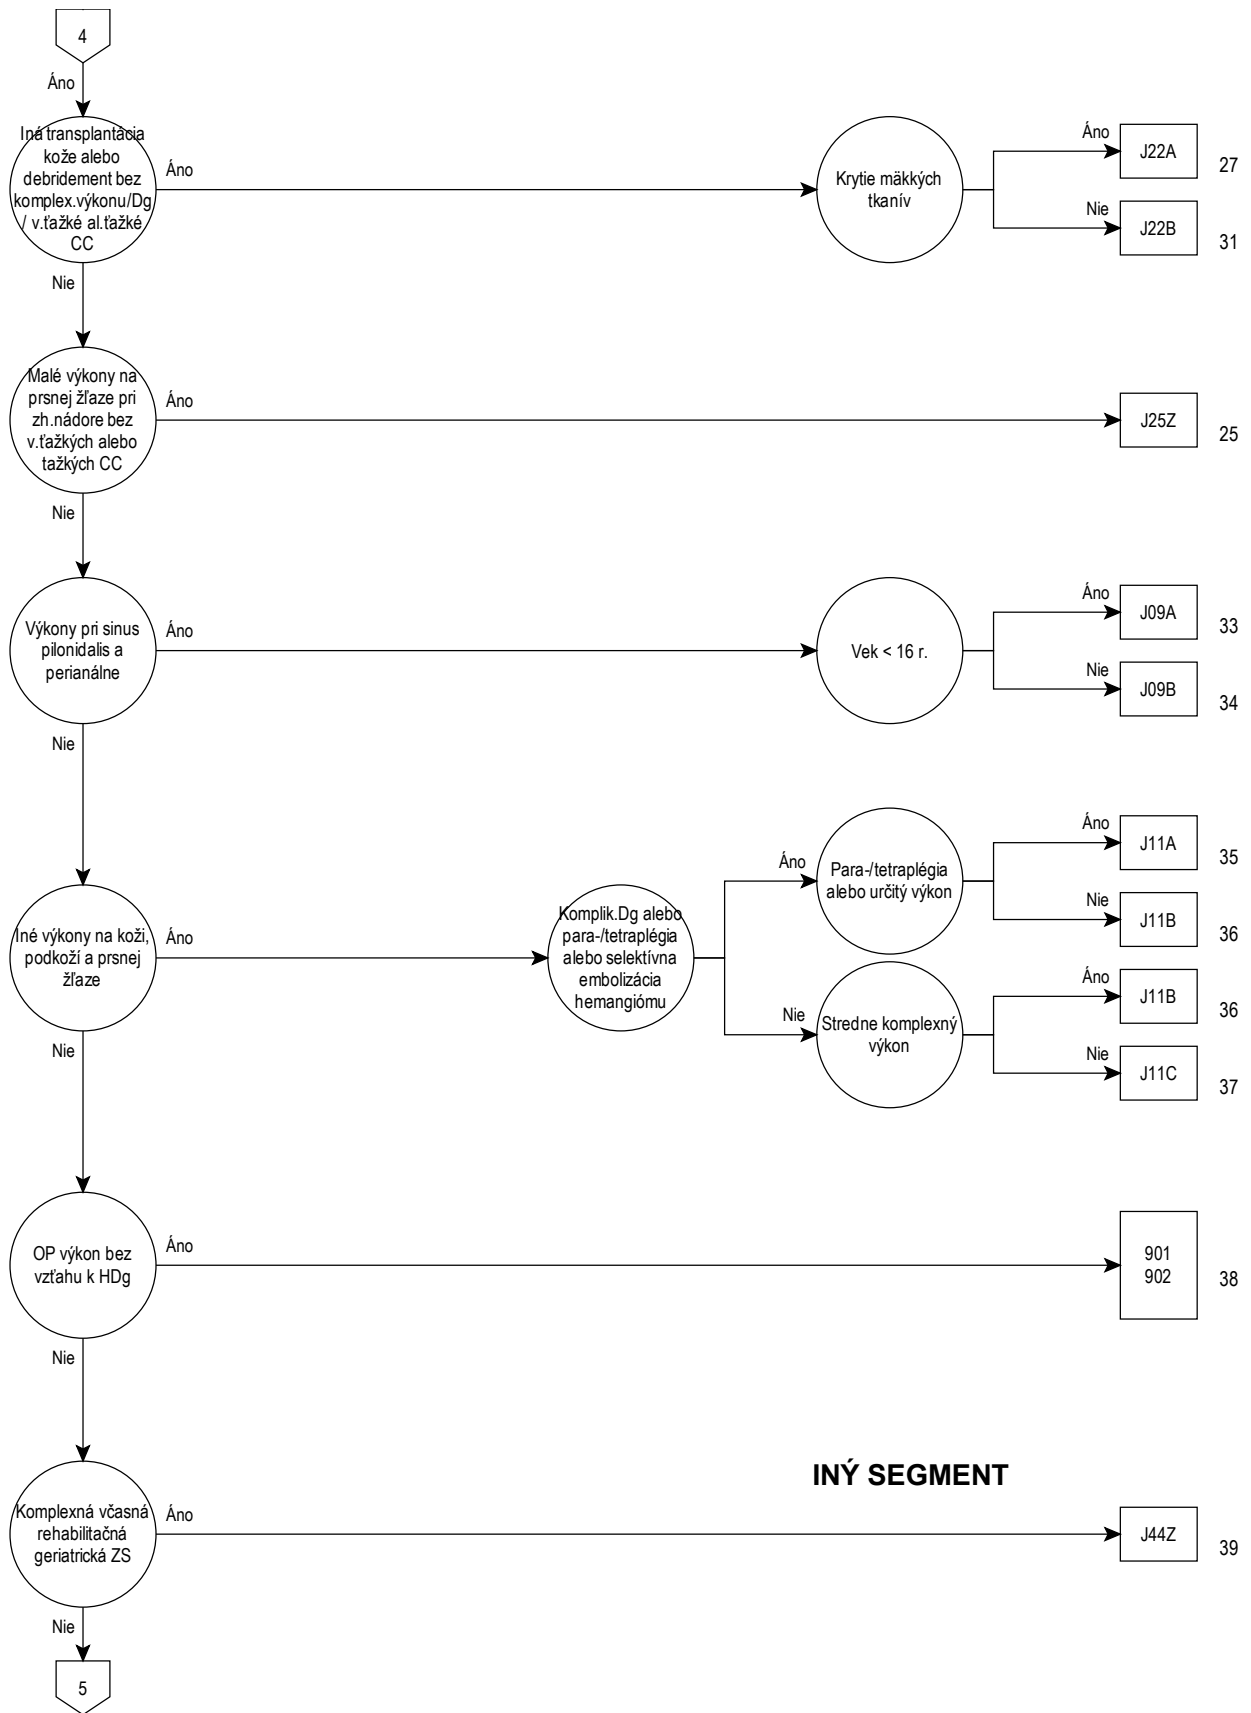 4
Áno
Iná transplantácia
kože alebo
debridement bez
komplex.výkonu/Dg
/ v.ťažké al.ťažké
CC
Áno
Krytie mäkkých
tkanív
Áno
J22A
27
Nie
J22B
31
Nie
Malé výkony na
prsnej žľaze pri
zh.nádore bez
v.ťažkých alebo
tažkých CC
Áno
J25Z
25
Nie
Výkony pri sinus
pilonidalis a
perianálne
Áno
Vek < 16 r.
Áno
J09A
33
Nie
J09B
34
Nie
Iné výkony na koži,
podkoží a prsnej
žľaze
Áno
Komplik.Dg alebo
para-/tetraplégia
alebo selektívna
embolizácia
hemangiómu
Áno
Para-/tetraplégia
alebo určitý výkon
Áno
J11A
35
Nie
J11B
36
Nie
Stredne komplexný
výkon
Áno
J11B
36
Nie
J11C
37
Nie
OP výkon bez
vzťahu k HDg
Áno
901
902
38
Nie
INÝ SEGMENT
Komplexná včasná
rehabilitačná
geriatrická ZS
Áno
J44Z
39
Nie
5